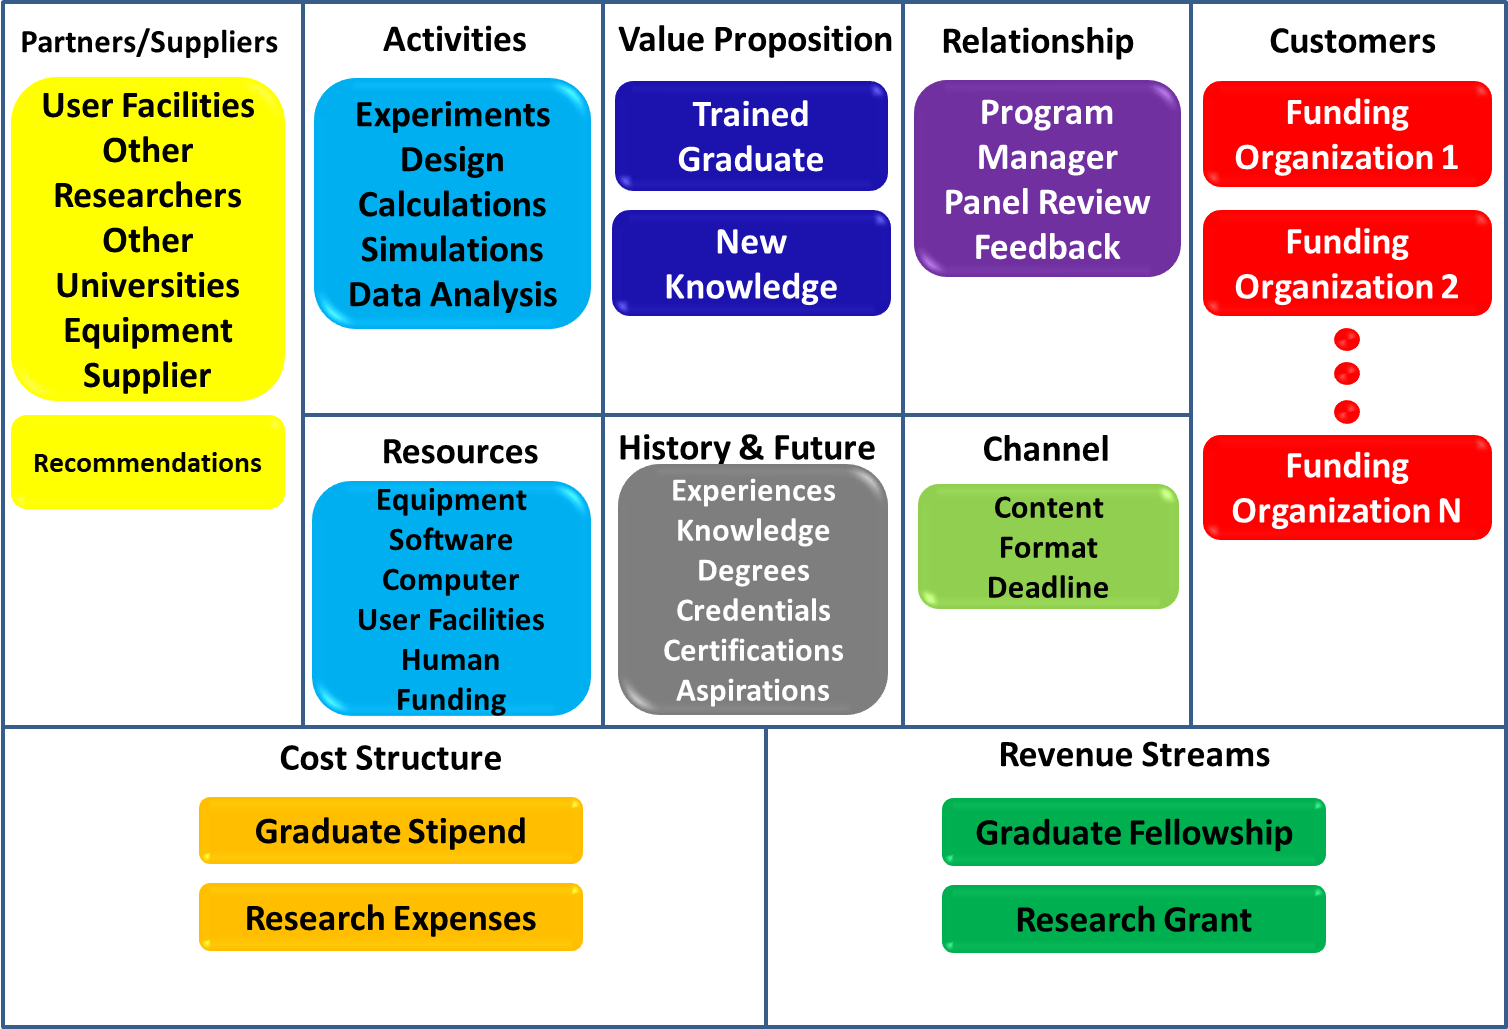 Partners/Suppliers
User Facilities
Other
Researchers
Other
Universities
Equipment
Supplier
Recommendations
Activities
Experiments
Design
Calculations
Simulations
Data Analysis
Resources
Equipment
Software
Computer
User Facilities
Human
Funding
Value Proposition
Trained
Graduate
New
Knowledge
History & Future
Experiences
Knowledge
Degrees
Credentials
Certifications
Aspirations
Relationship
Program
Manager
Panel Review
Feedback
Channel
Content
Format
Deadline
Customers
Funding
Organization 1
Funding
Organization 2
Funding
Organization N
Cost Structure
Graduate Stipend
Research Expenses
Revenue Streams
Graduate Fellowship
Research Grant